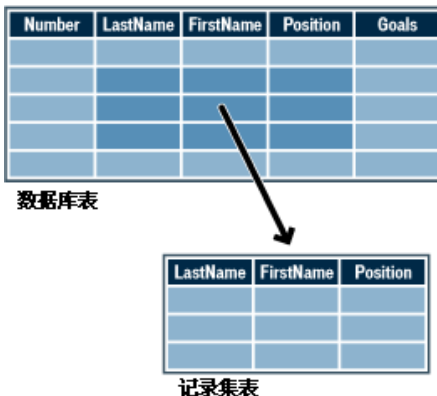 Number LastName FirstName Position Goals
数据库表
LastName FirstName Position
记录集表